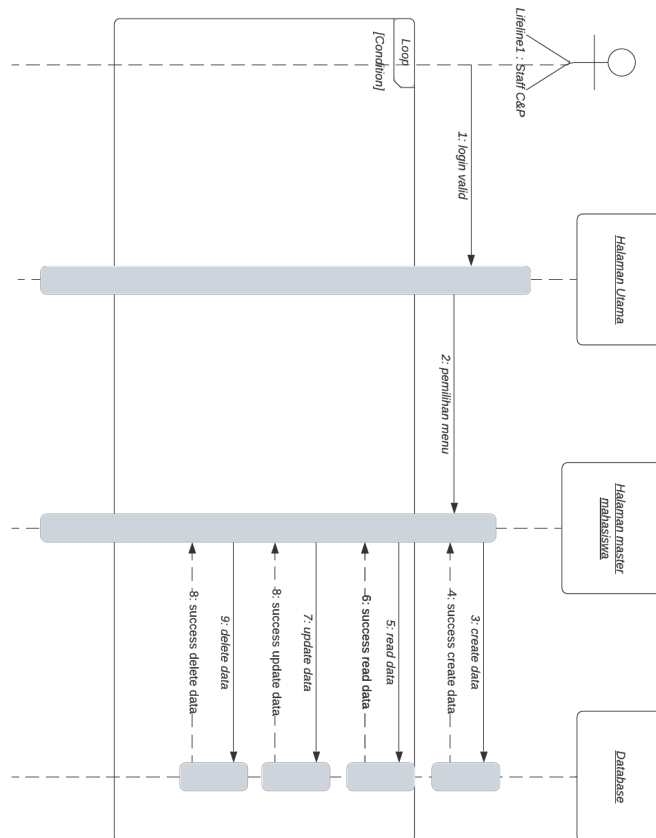 Lifeline1 : Staff C&P
Halaman Utama
Halaman master
mahasiswa
Database
1: login valid
2: pemilihan menu
3: create data
4: success create data
Loop
[Condition]
5: read data
6: success read data
7: update data
8: success update data
9: delete data
8: success delete data